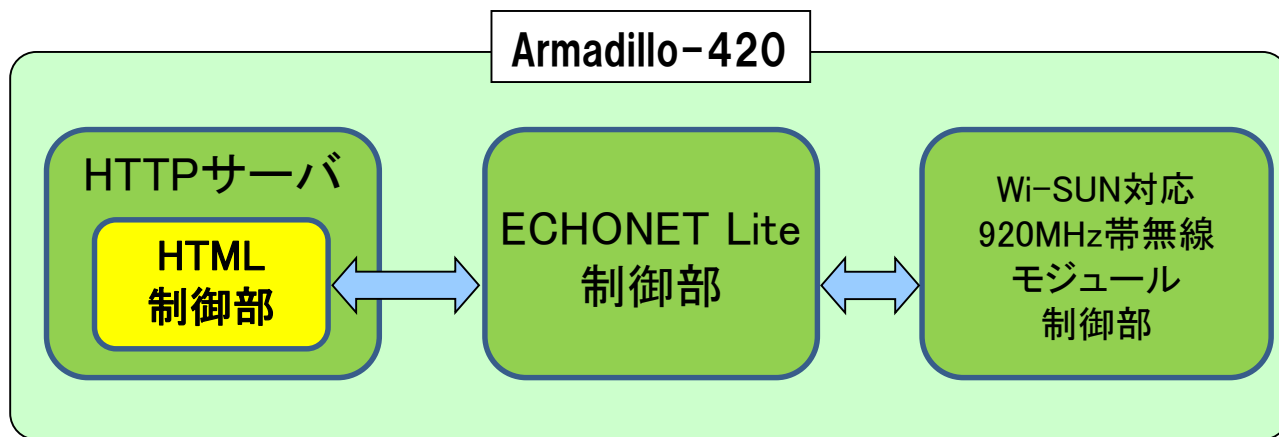 Armadillo-420
HTTPサーバ
HTML
制御部
ECHONET Lite
制御部
Wi-SUN対応
920MHz帯無線
モジュール
制御部